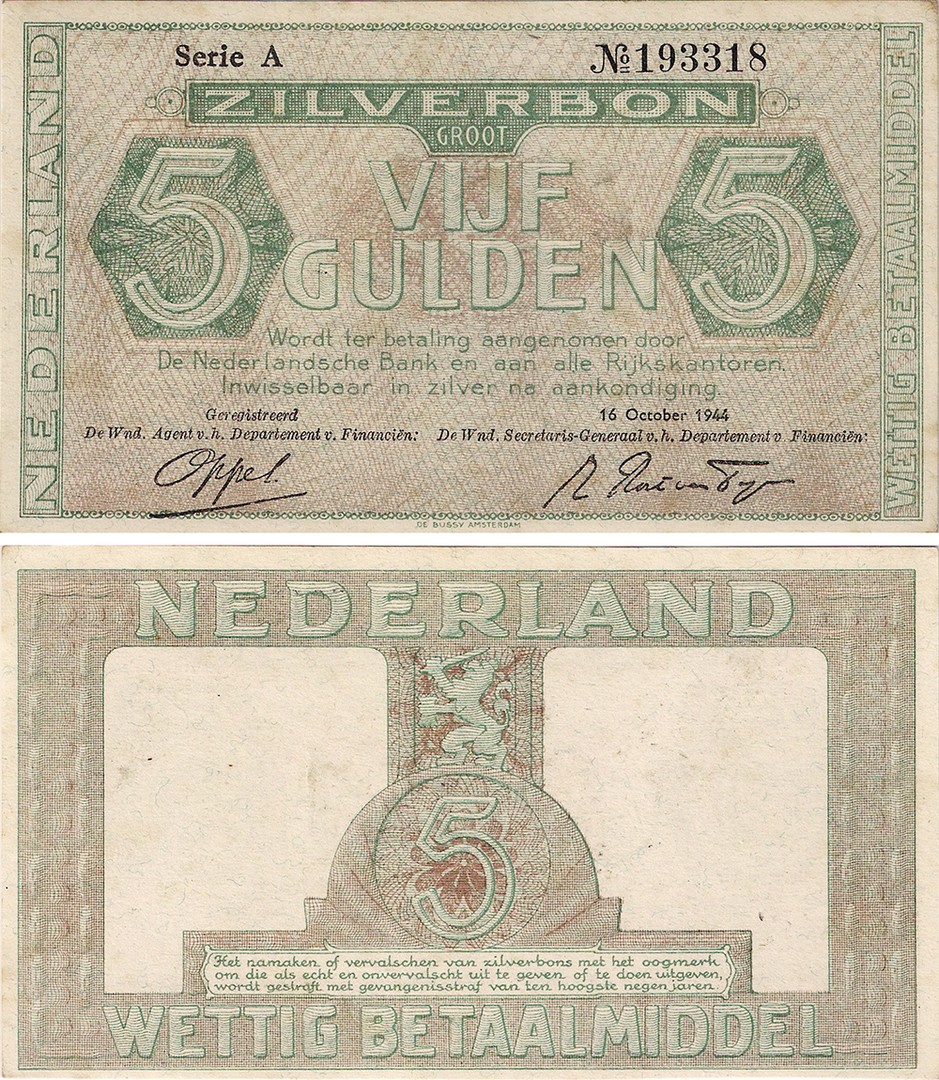 Serie A
№193318
NEDERLAND
ZILVERBON
GROOT
5
VIJF
GULDEN
5
WETTIG BETAALMIDDEL
Wordt ter betaling aangenomen door
De Nederlandsche Bank en aan alle Rijkskantoren.
Inwisselbaar in zilver na aankondiging.
Geregistreerd
16 October 1944
De Wnd. Agent v. h. Departement v. Financiën:
De Wnd. Secretaris-Generaal v. h. Departement v Financiën:
Oppel.
DE BUSSY AMSTERDAM
NEDERLAND
5
Het namaken of vervalschen van zilverbons met het oogmerk
om die als echt en onvervalscht uit te geven of te doen uitgeven,
wordt gestraft met gevangenisstraf van ten hoogste negen jaren.
WETTIG BETAALMIDDEL